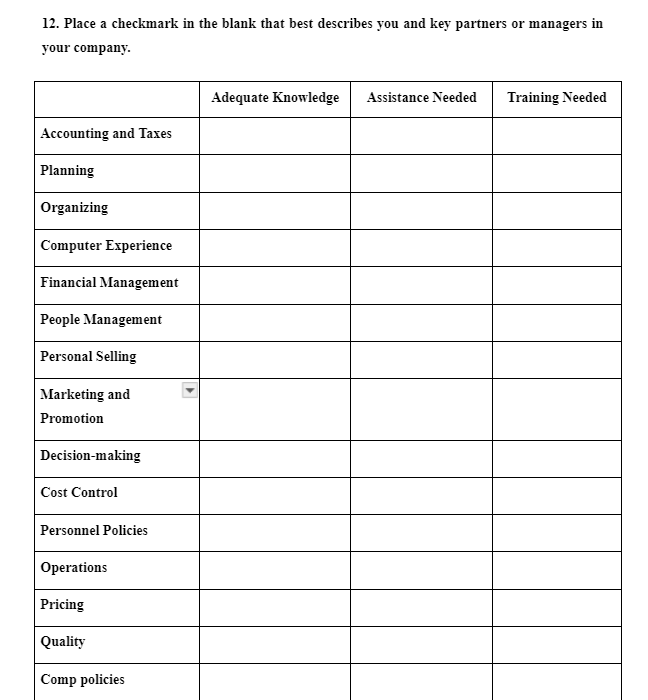 12. Place a checkmark in the blank that best describes you and key partners or managers in
your company.
Adequate Knowledge Assistance Needed Training Needed
Accounting and Taxes
Planning
Organizing
Computer Experience
Financial Management
People Management
Personal Selling
Marketing and
Promotion
Decision-making
Cost Control
Personnel Policies
Operations
Pricing
Quality
Comp policies